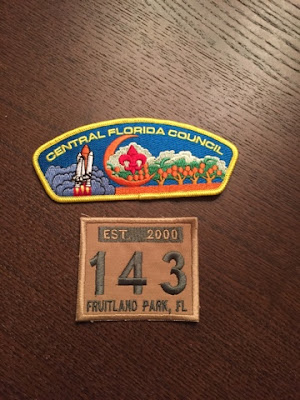 CENTRAL FLORIDA COUNCIL
EST. 2000
143
FRUITLAND PARK, FL